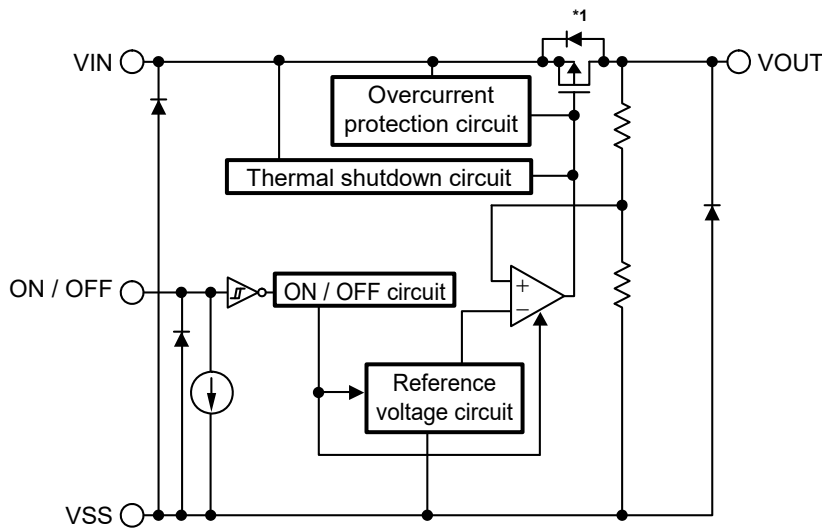 *1
VIN
VOUT
Overcurrent
protection circuit
Thermal shutdown circuit
ON / OFF
ON / OFF circuit
+
−
Reference
voltage circuit
VSS